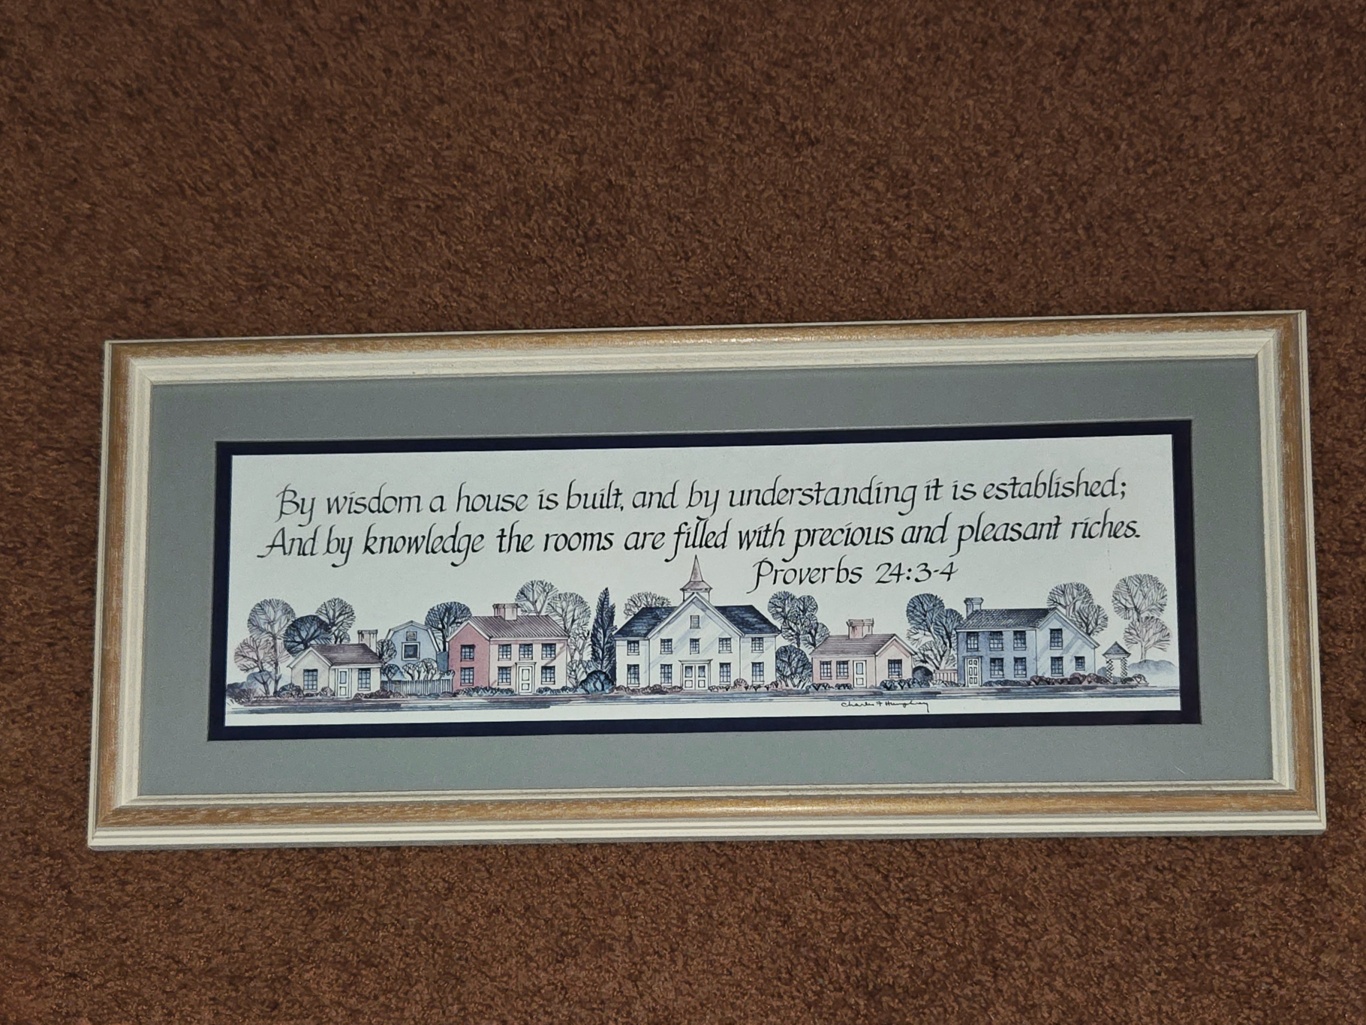 By wisdom a house is built, and by understanding it is established;
And by knowledge the rooms are filled with precious and pleasant riches.
Proverbs 24:3-4